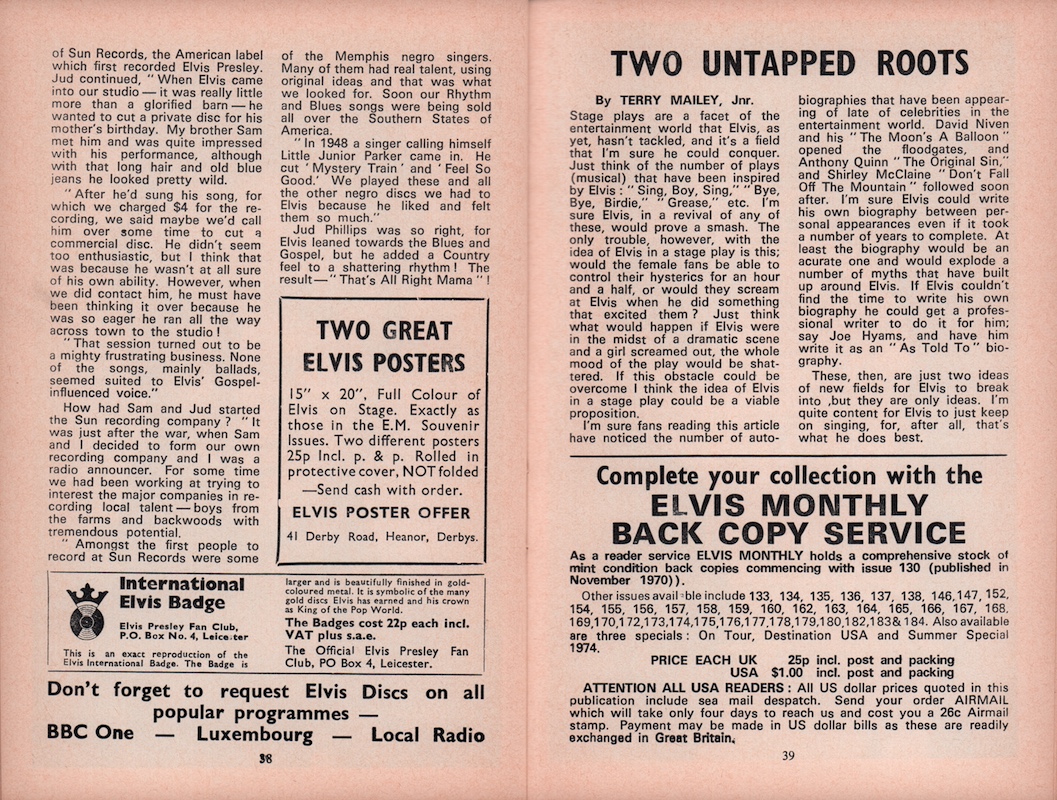 of Sun Records, the American label
which first recorded Elvis Presley.
Jud continued, " When Elvis came
into our studio — it was really little
more than a glorified barn — he
wanted to cut a private disc for his
mother's birthday. My brother Sam
met him and was quite impressed
with his performance, although
with that long hair and old blue
jeans he looked pretty wild.
" After he'd sung his song, for
which we charged $4 for the re-
cording, we said maybe we'd call
him over some time to cut a
commercial disc. He didn't seem
too enthusiastic, but I think that
was because he wasn't at all sure
of his own ability. However, when
we did contact him, he must have
been thinking it over because he
was so eager he ran all the way
across town to the studio !
" That session turned out to be
a mighty frustrating business. None
of the songs, mainly ballads,
seemed suited to Elvis' Gospel-
influenced voice."
How had Sam and Jud started
the Sun recording company ? " It
was just after the war, when Sam
and I decided to form our own
recording company and I was a
radio announcer. For some time
we had been working at trying to
interest the major companies in re-
cording local talent — boys from
the farms and backwoods with
tremendous potential.
" Amongst the first people to
record at Sun Records were some
of the Memphis negro singers.
Many of them had real talent, using
original ideas and that was what
we looked for. Soon our Rhythm
and Blues songs were being sold
all over the Southern States of
America.
" In 1948 a singer calling himself
Little Junior Parker came in. He
cut ' Mystery Train ' and ' Feel So
Good.' We played these and all
the other negro discs we had to
Elvis because he liked and felt
them so much."
Jud Phillips was so right, for
Elvis leaned towards the Blues and
Gospel, but he added a Country
feel to a shattering rhythm ! The
result — " That's All Right Mama " !
TWO GREAT
ELVIS POSTERS
15" x 20", Full Colour of
Elvis on Stage. Exactly as
those in the E.M. Souvenir
Issues. Two different posters
25p Incl. p. & p. Rolled in
protective cover, NOT folded
—Send cash with order.
ELVIS POSTER OFFER
41 Derby Road, Heanor, Derbys.
International
Elvis Badge
Elvis Presley Fan Club,
P.O. Box No. 4, Leicester
This is an exact reproduction of the
Elvis International Badge. The Badge is
larger and is beautifully finished in gold-
coloured metal. It is symbolic of the many
gold discs Elvis has earned and his crown
as King of the Pop World.
The Badges cost 22p each incl.
VAT plus s.a.e.
The Official Elvis Presley Fan
Club, PO Box 4, Leicester.
Don't forget to request Elvis Discs on all
popular programmes —
BBC One — Luxembourg — Local Radio
38
TWO UNTAPPED ROOTS
By TERRY MAILEY, Jnr.
Stage plays are a facet of the
entertainment world that Elvis, as
yet, hasn't tackled, and it's a field
that I'm sure he could conquer.
Just think of the number of plays
(musical) that have been inspired
by Elvis : " Sing, Boy, Sing," " Bye,
Bye, Birdie," " Grease," etc. I'm
sure Elvis, in a revival of any of
these, would prove a smash. The
only trouble, however, with the
idea of Elvis in a stage play is this;
would the female fans be able to
control their hysterics for an hour
and a half, or would they scream
at Elvis when he did something
that excited them ? Just think
what would happen if Elvis were
in the midst of a dramatic scene
and a girl screamed out, the whole
mood of the play would be shat-
tered. If this obstacle could be
overcome I think the idea of Elvis
in a stage play could be a viable
proposition.
I'm sure fans reading this article
have noticed the number of auto-
biographies that have been appear-
ing of late of celebrities in the
entertainment world. David Niven
and his " The Moon's A Balloon "
opened the floodgates, and
Anthony Quinn " The Original Sin,"
and Shirley McClaine " Don't Fall
Off The Mountain " followed soon
after. I'm sure Elvis could write
his own biography between per-
sonal appearances even if it took
a number of years to complete. At
least the biography would be an
acurate one and would explode a
number of myths that have built
up around Elvis. If Elvis couldn't
find the time to write his own
biography he could get a profes-
sional writer to do it for him;
say Joe Hyams, and have him
write it as an " As Told To " bio-
graphy.
These, then, are just two ideas
of new fields for Elvis to break
into ,but they are only ideas. I'm
quite content for Elvis to just keep
on singing, for, after all, that's
what he does best.
Complete your collection with the
ELVIS MONTHLY
BACK COPY SERVICE
As a reader service ELVIS MONTHLY holds a comprehensive stock of
mint condition back copies commencing with issue 130 (published in
November 1970)).
Other issues available include 133, 134, 135, 136, 137, 138, 146,147, 152,
154, 155, 156, 157, 158, 159, 160, 162, 163, 164, 165, 166, 167, 168.
169,170,172,173,174,175,176,177,178,179,180,182,183& 184. Also available
are three specials : On Tour, Destination USA and Summer Special
1974.
PRICE EACH UK 25p incl. post and packing
USA $1.00 incl. post and packing
ATTENTION ALL USA READERS : All US dollar prices quoted in this
publication include sea mail despatch. Send your order AIRMAIL
which will take only four days to reach us and cost you a 26c Airmail
stamp. Payment may be made in US dollar bills as these are readily
exchanged in Great Britain.
39